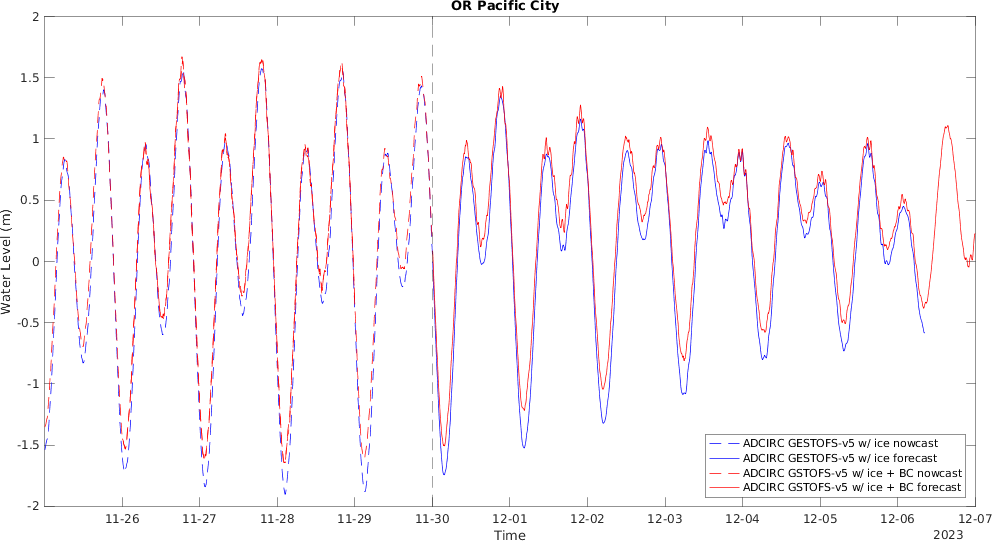 OR Pacific City
2
1.5
1
0.5
0
-0.5
-1
-1.5
-2
Water Level (m)
ADCIRC GESTOFS-v5 w/ ice nowcast
ADCIRC GESTOFS-v5 w/ ice forecast
ADCIRC GSTOFS-v5 w/ ice + BC nowcast
ADCIRC GSTOFS-v5 w/ ice + BC forecast
11-26 11-27 11-28 11-29 11-30 12-01 12-02 12-03 12-04 12-05 12-06 12-07
Time
2023